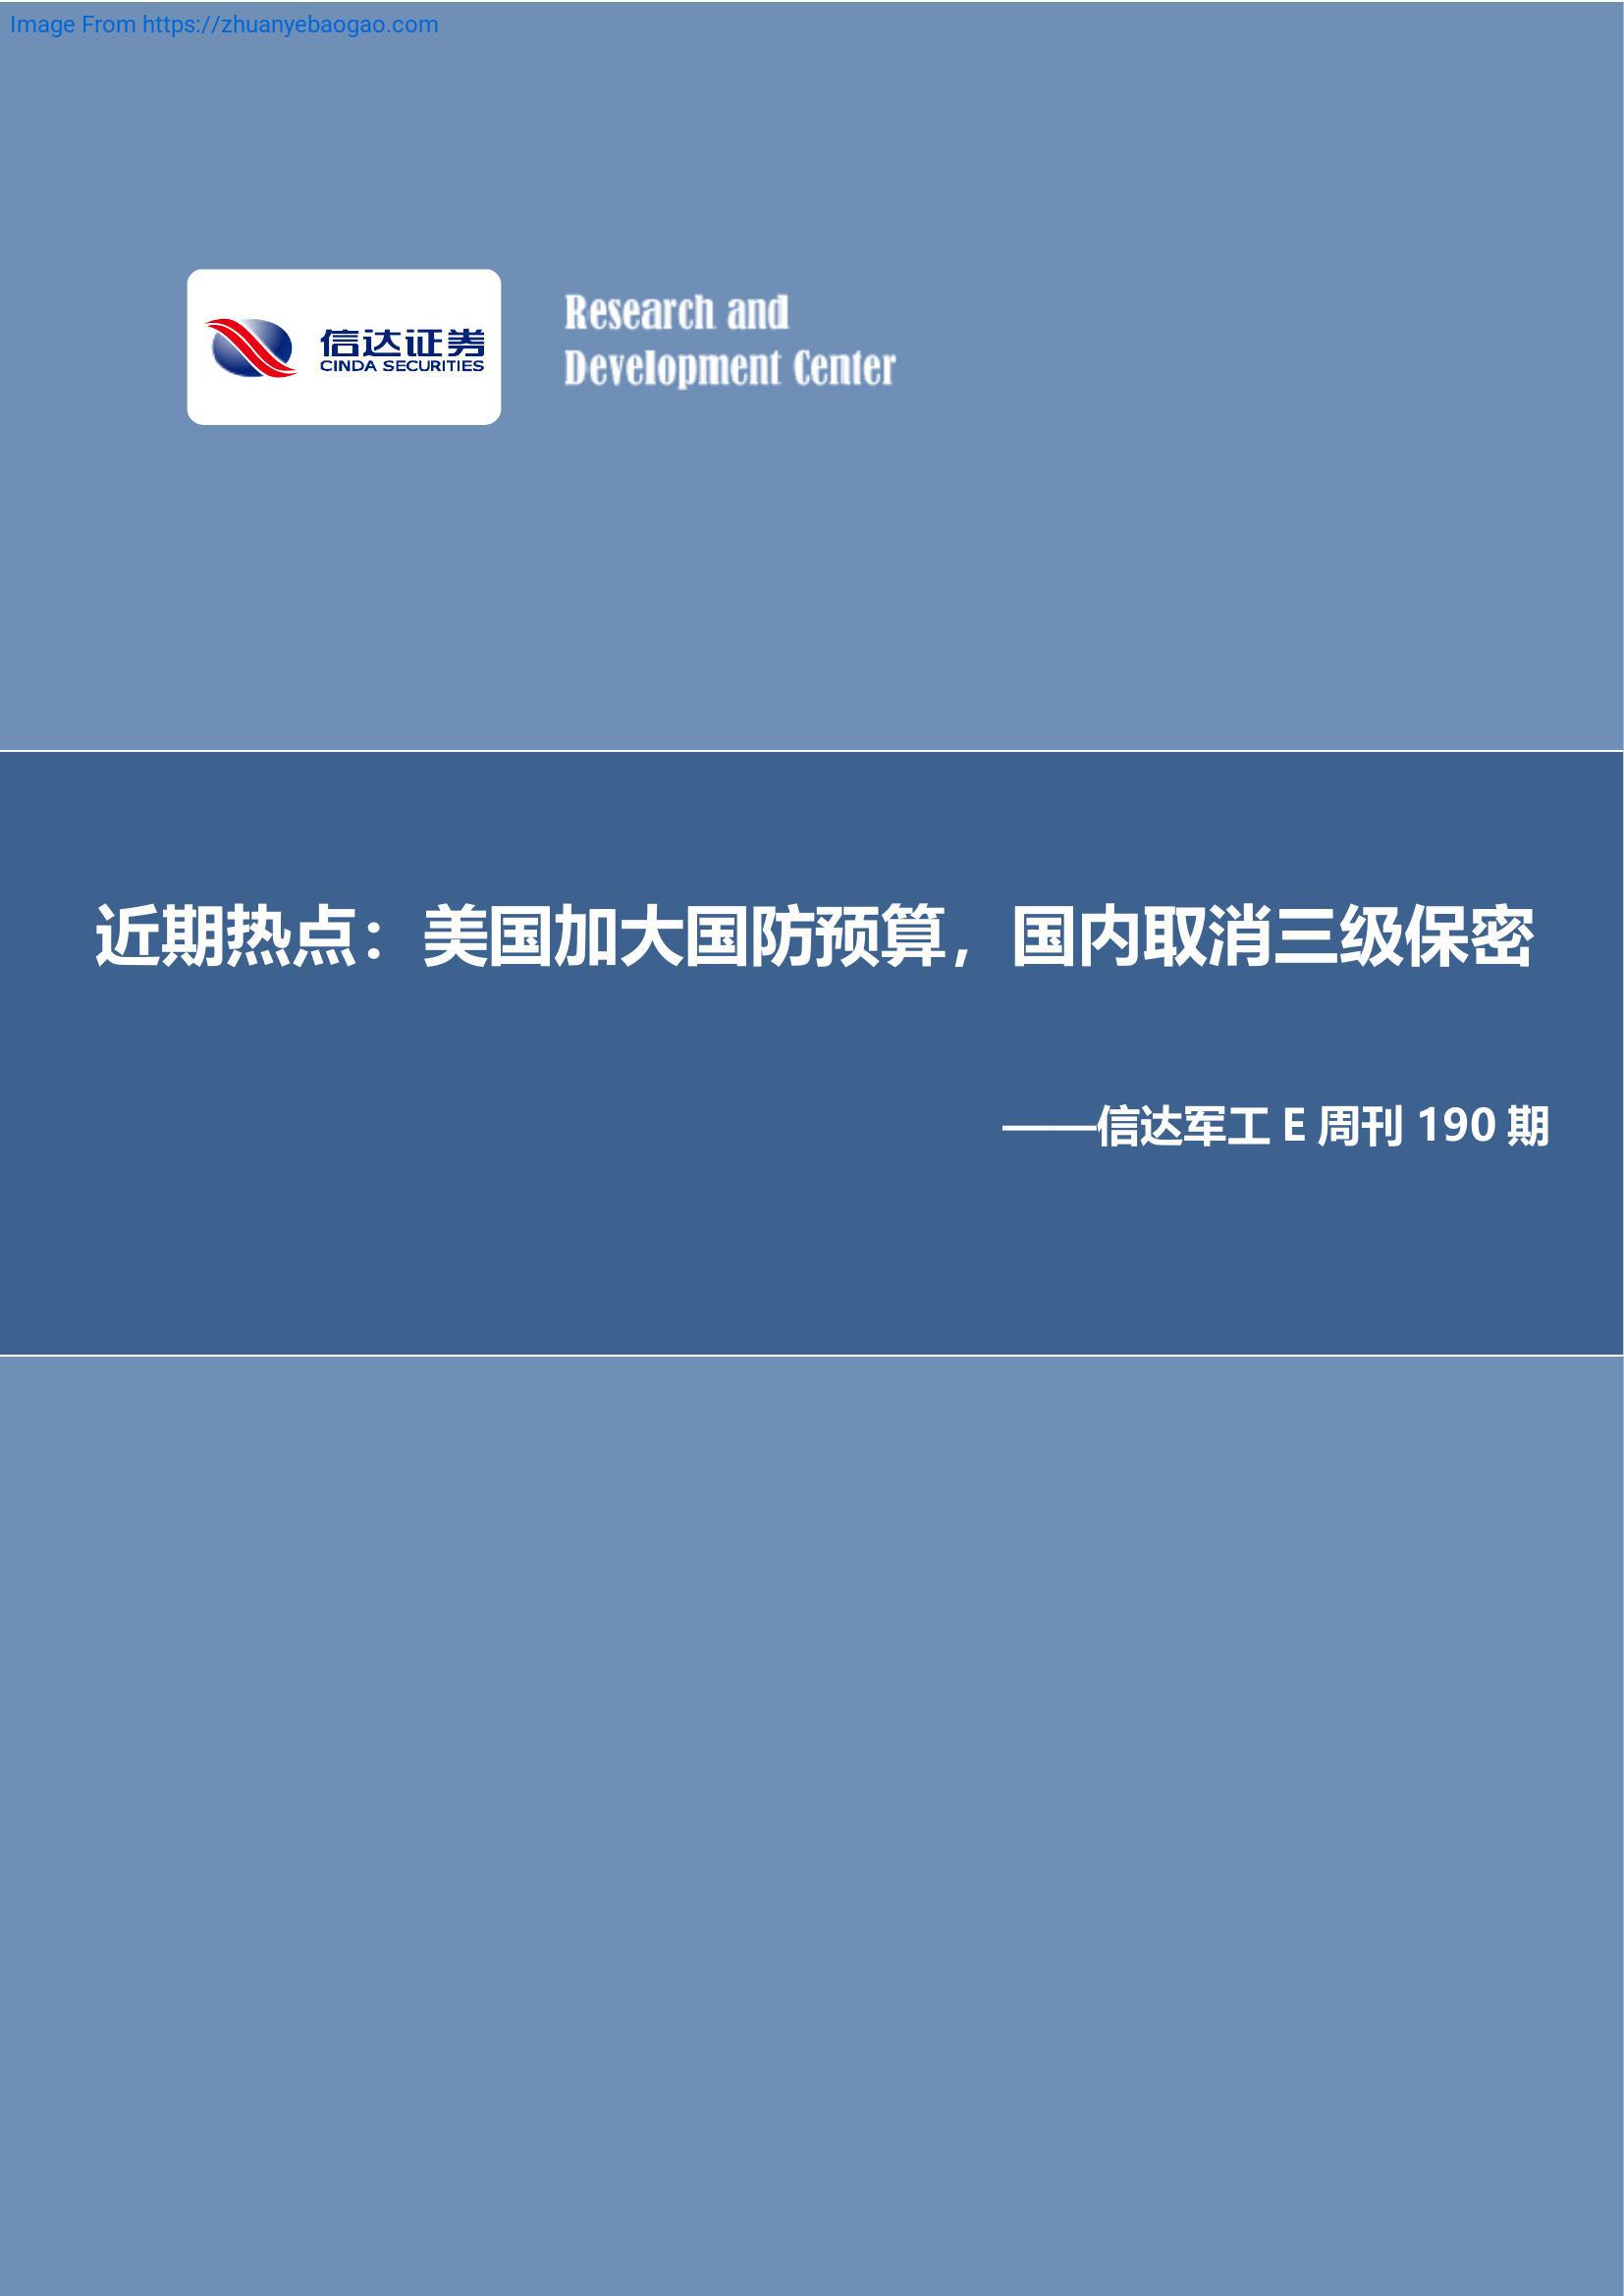 Image From https://zhuanyebaogao.com
信达证券
CINDA SECURITIES
Research and
Development Center
近期热点：美国加大国防预算，国内取消三级保密
——信达军工 E 周刊 190 期